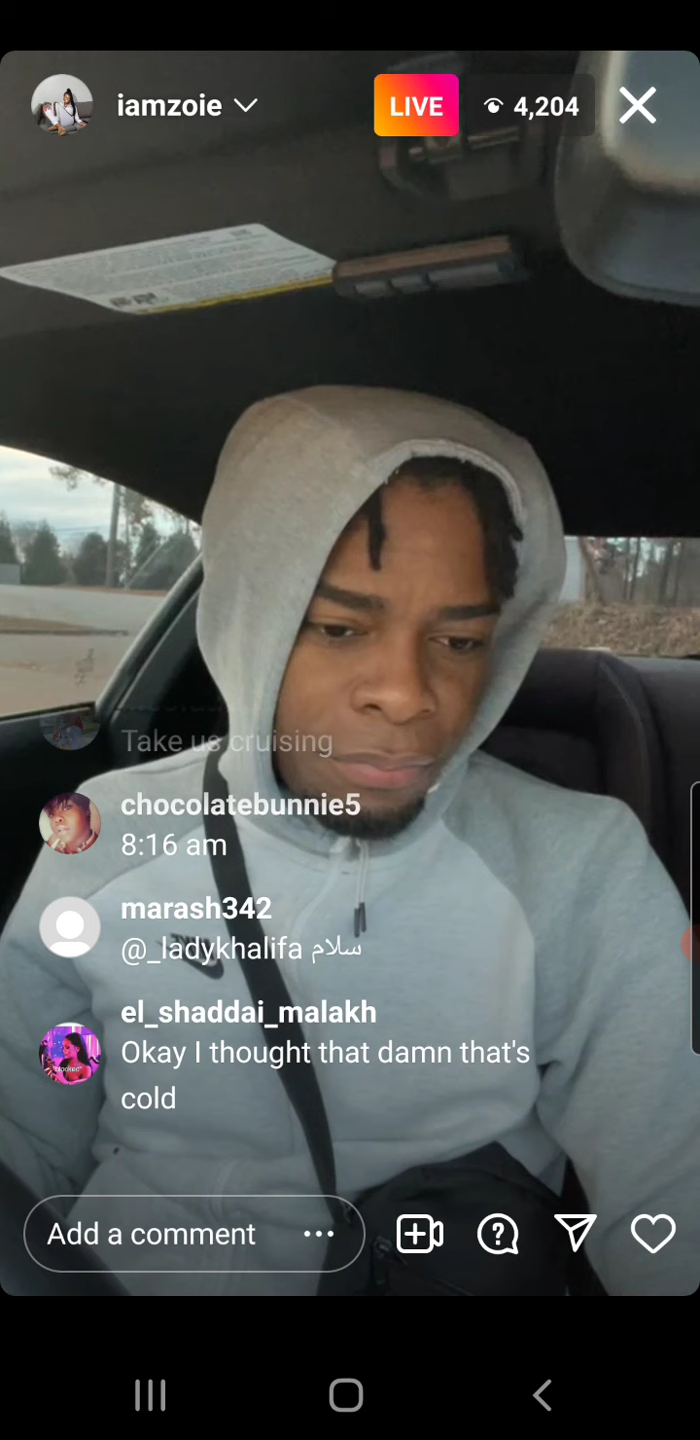 iamzoie
LIVE
4,204
Take us cruising
chocolatebunnie5
8:16 am
marash342
@_ladykhalifa سلام
el_shaddai_malakh
Okay I thought that damn that's
cold
Add a comment